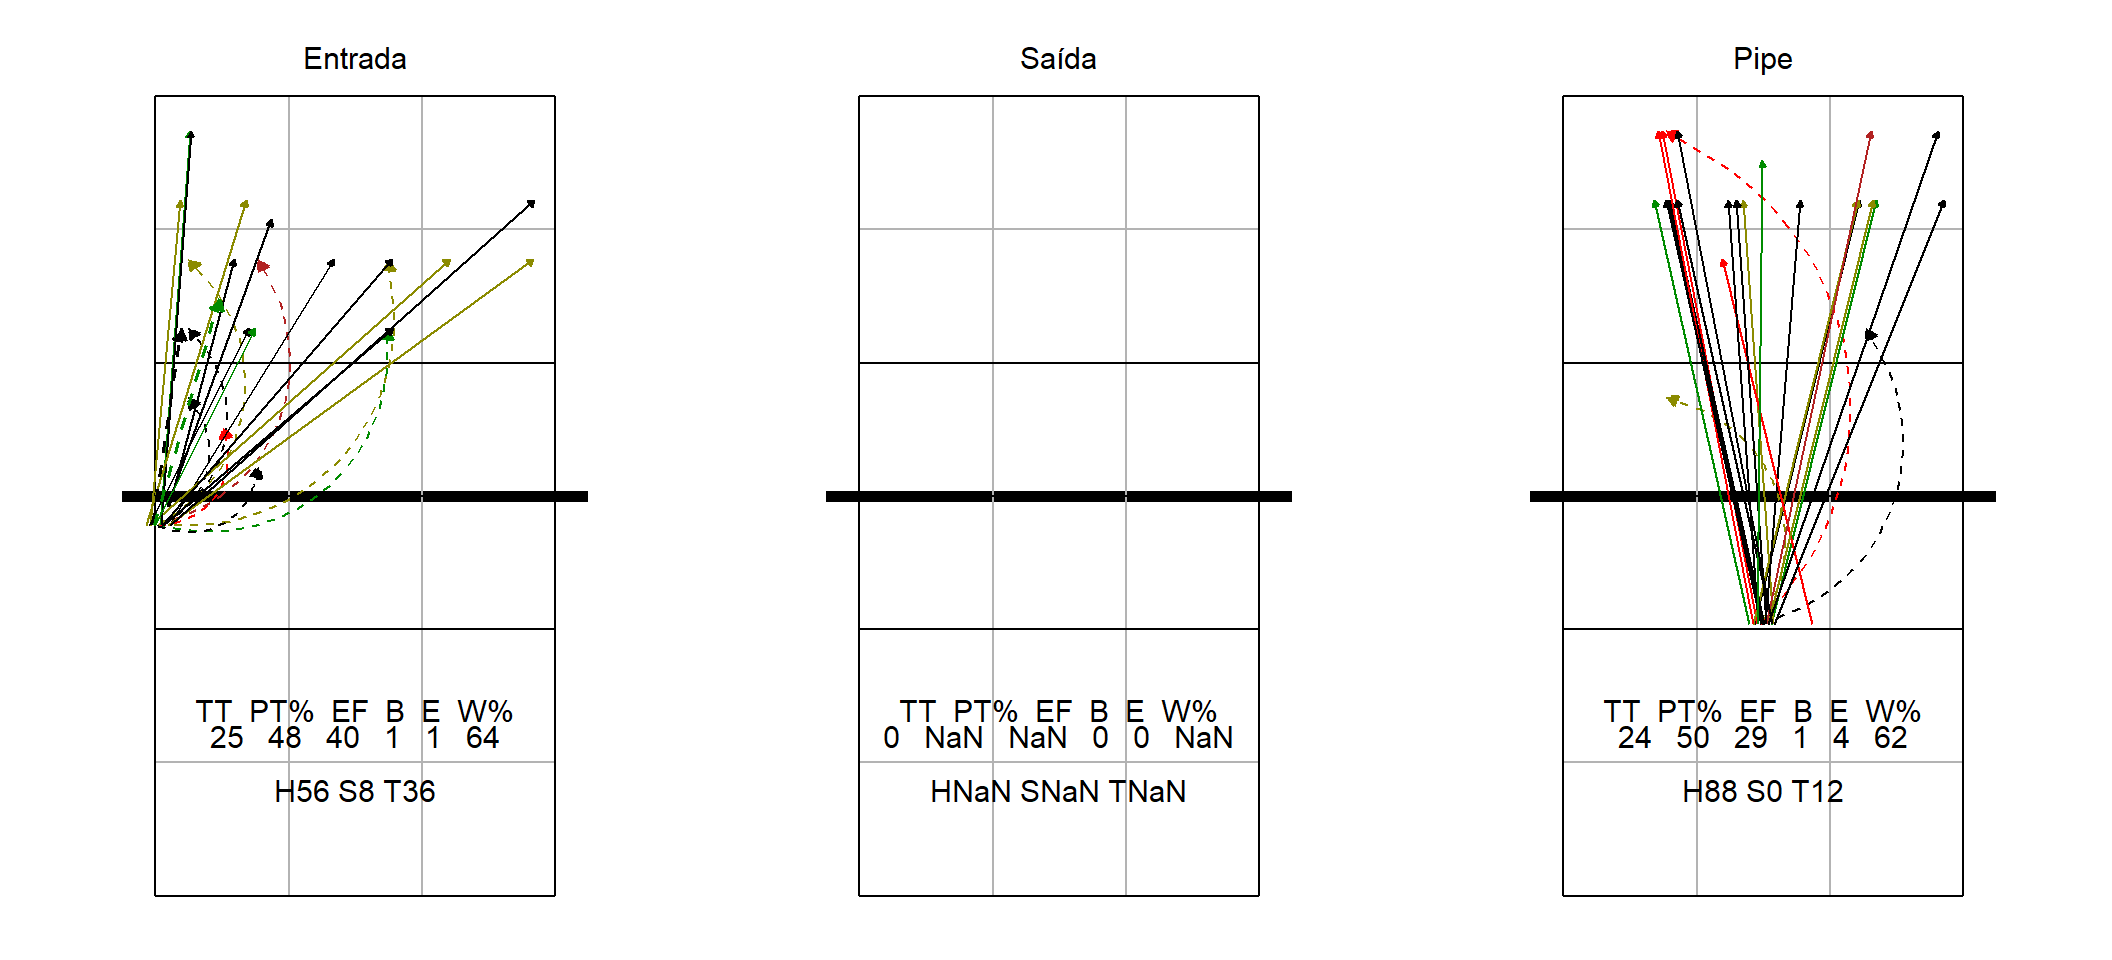 Entrada
TT PT% EF B E W%
25 48 40 1 1 64
H56 S8 T36
Saída
TT PT% EF B E W%
0 NaN NaN 0 0 NaN
HNaN SNaN TNaN
Pipe
TT PT% EF B E W%
24 50 29 1 4 62
H88 S0 T12